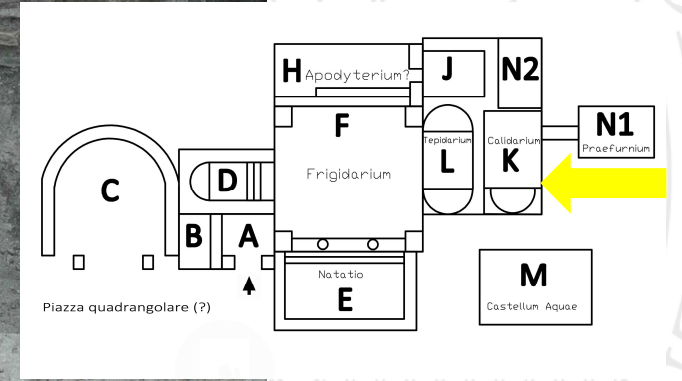 H Apodyterium?
J
N2
F
Frigidarium
Tepidarium
L
Calidarium
K
N1
Praefurnium
C
D
B
A
Natatio
E
M
Castellum Aquae
Piazza quadrangolare (?)